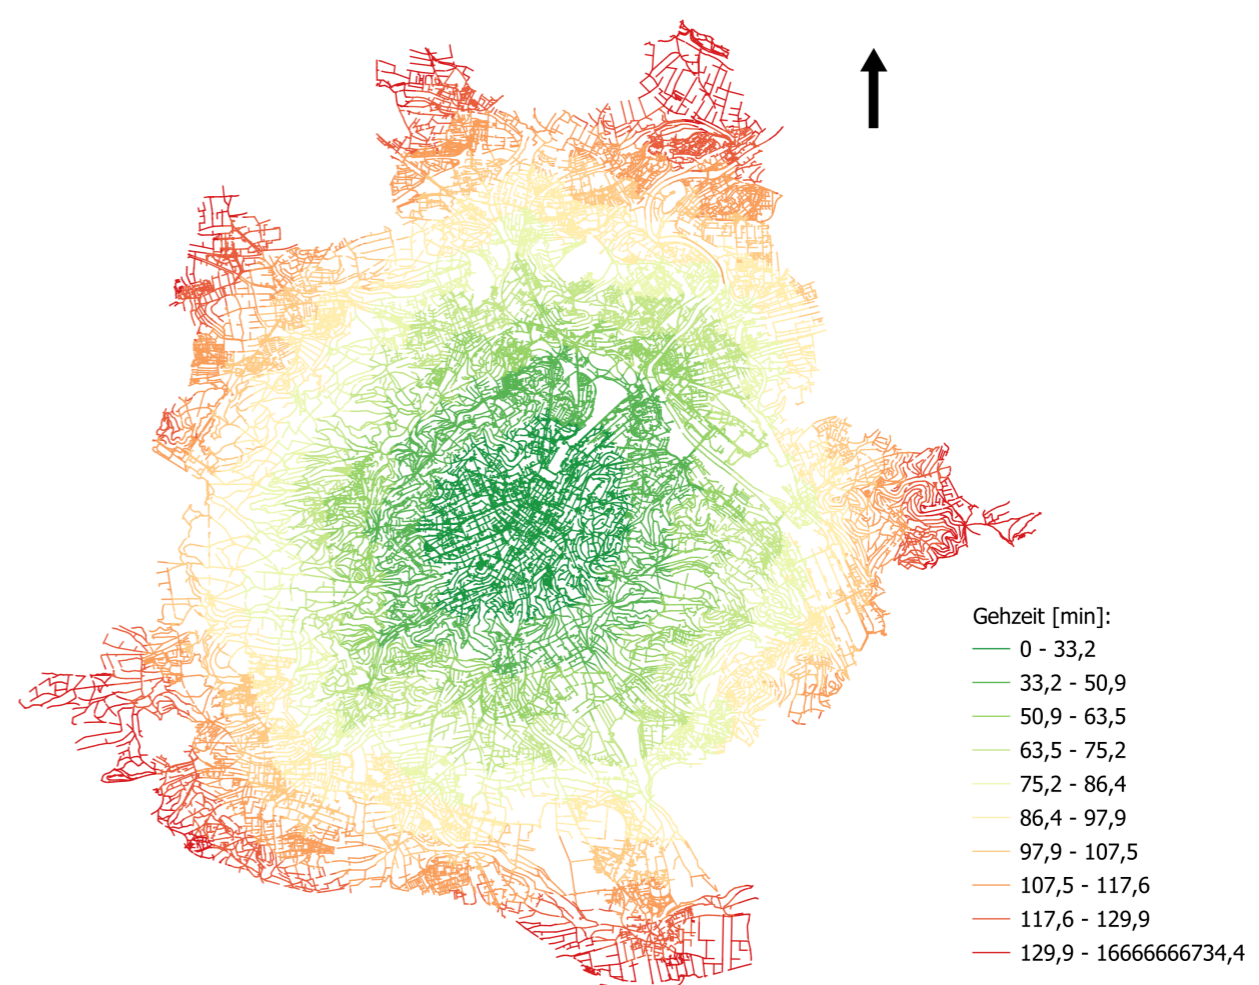 Gehzeit [min]:
0 - 33,2
33,2 - 50,9
50,9 - 63,5
63,5 - 75,2
75,2 - 86,4
86,4 - 97,9
97,9 - 107,5
107,5 - 117,6
117,6 - 129,9
129,9 - 16666666734,4